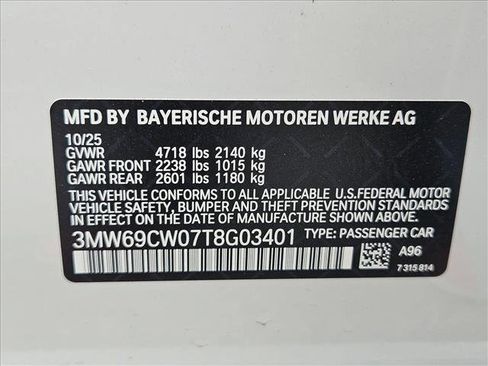 MFD BY BAYERISCHE MOTOREN WERKE AG
10/25
GVWR 4718 lbs 2140 kg
GAWR FRONT 2238 lbs 1015 kg
GAWR REAR 2601 lbs 1180 kg
THIS VEHICLE CONFORMS TO ALL APPLICABLE U.S.FEDERAL MOTOR
VEHICLE SAFETY, BUMPER, AND THEFT PREVENTION STANDARDS
IN EFFECT ON THE DATE OF MANUFACTURE SHOWN ABOVE.
3MW69CW07T8G03401 TYPE: PASSENGER CAR
A96
7 315 814